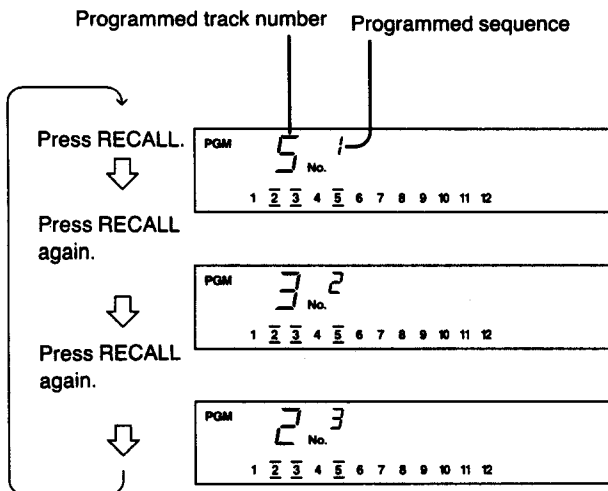 Programmed track number
Programmed sequence
Press RECALL.
PGM 5 No. 1
1 2 3 4 5 6 7 8 9 10 11 12
Press RECALL
again.
PGM 3 No. 2
1 2 3 4 5 6 7 8 9 10 11 12
Press RECALL
again.
PGM 2 No. 3
1 2 3 4 5 6 7 8 9 10 11 12